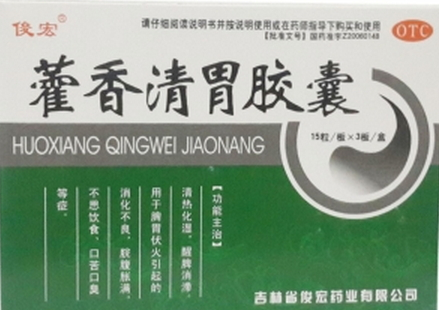 俊宏®
请仔细阅读说明书并按说明使用或在药师指导下购买和使用
【批准文号】国药准字Z20080148
OTC
藿香清胃胶囊
15粒/板×3板/盒
HUOXIANG QINGWEI JIAONANG
【功能主治】
清热化湿，醒脾消滞。
用于脾胃伏火引起的
消化不良，脘腹胀满，
不思饮食，口苦口臭
等症。
吉林省俊宏药业有限公司